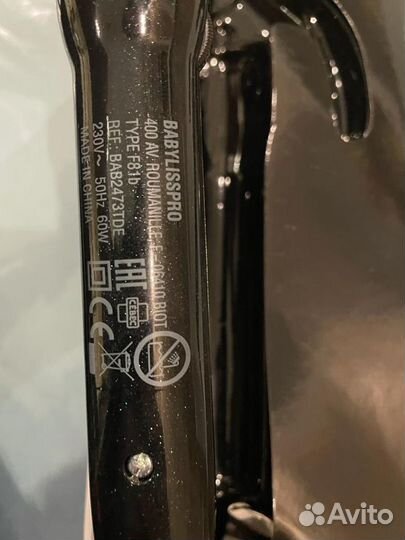 BABYLISSPRO
400 AV. ROUMANILLE F - 06410 BIOT
TYPE F81b
REF: BAB2473TDE
230V~ 50Hz 60W
MADE IN CHINA
EAC
CE
Avito